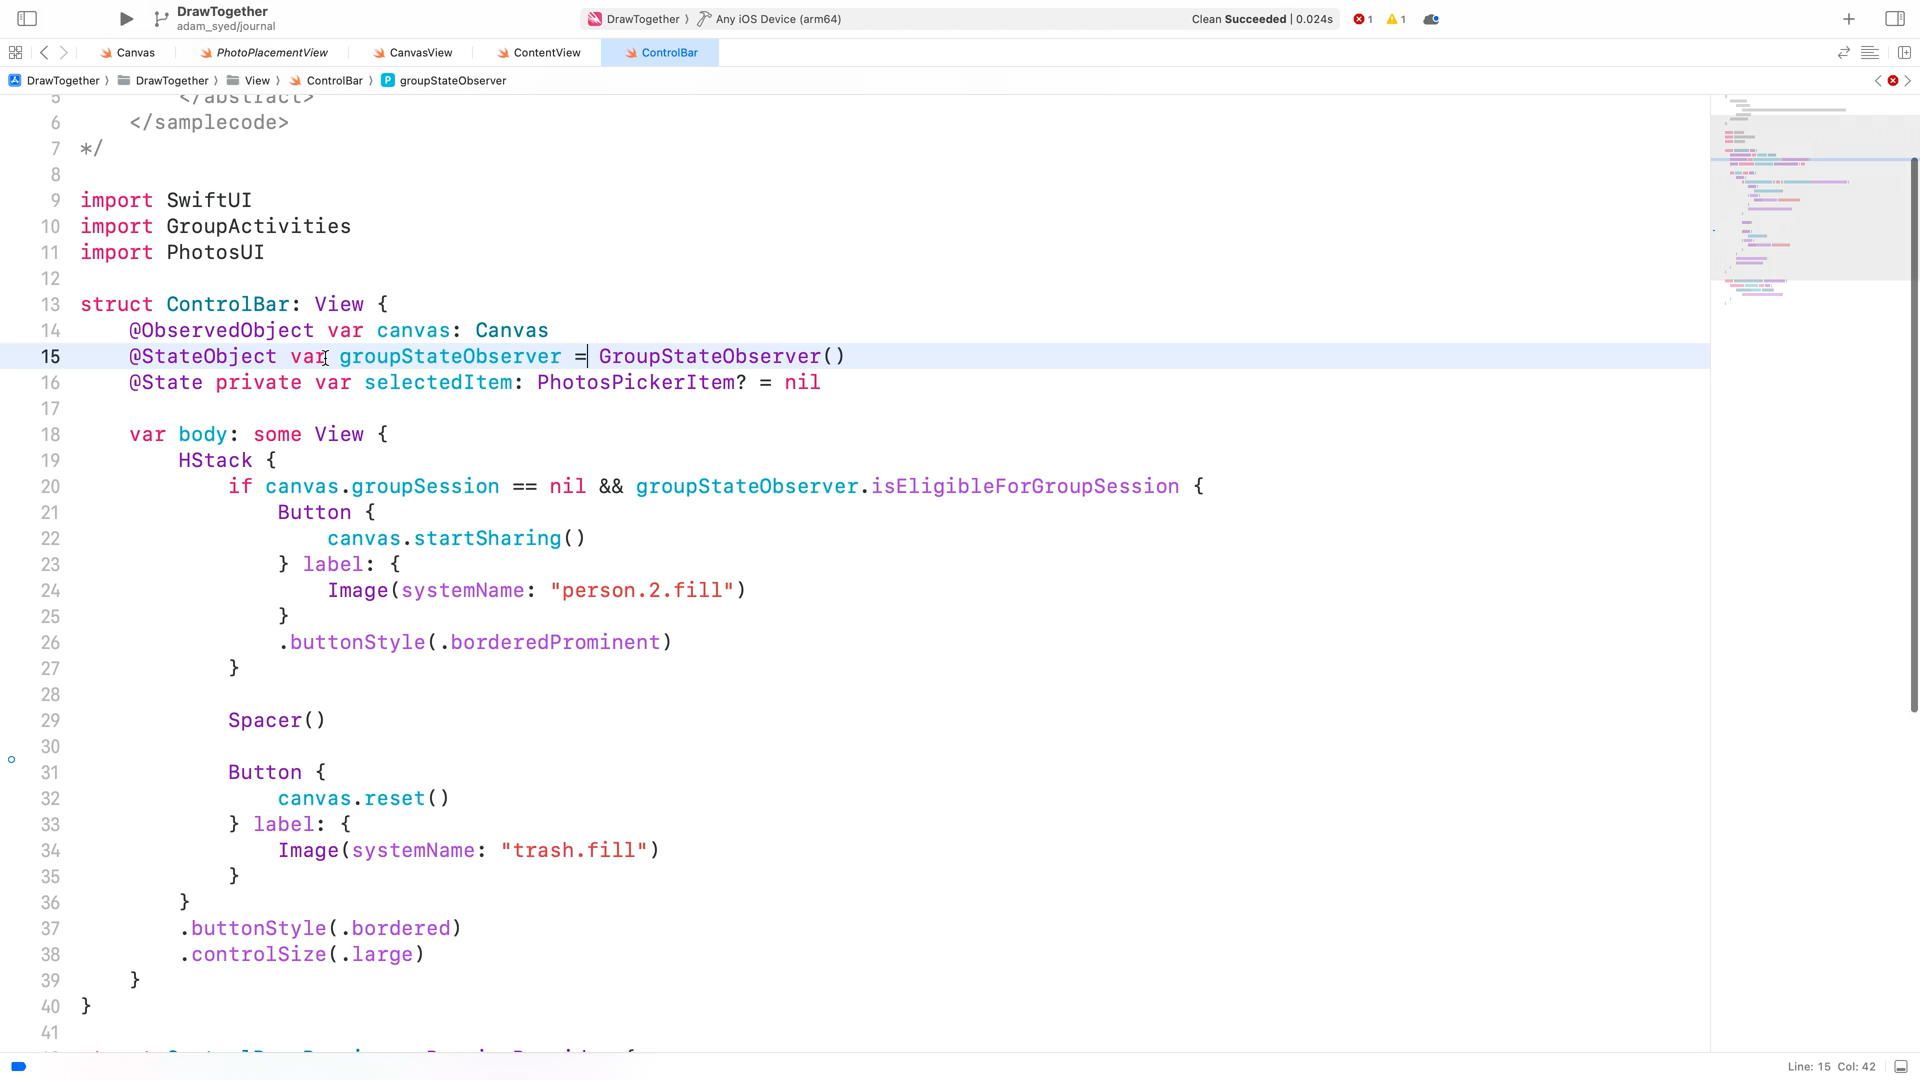 DrawTogether
adam_syed/journal
DrawTogether
Any iOS Device (arm64)
Clean Succeeded | 0.024s
1
1
Canvas
PhotoPlacementView
CanvasView
ContentView
ControlBar
DrawTogether
DrawTogether
View
ControlBar
P
groupStateObserver
5 </abstract>
6 </samplecode>
7 */
8
9 import SwiftUI
10 import GroupActivities
11 import PhotosUI
12
13 struct ControlBar: View {
14 @ObservedObject var canvas: Canvas
15 @StateObject var groupStateObserver = GroupStateObserver()
16 @State private var selectedItem: PhotosPickerItem? = nil
17
18 var body: some View {
19 HStack {
20 if canvas.groupSession == nil && groupStateObserver.isEligibleForGroupSession {
21 Button {
22 canvas.startSharing()
23 } label: {
24 Image(systemName: "person.2.fill")
25 }
26 .buttonStyle(.borderedProminent)
27 }
28
29 Spacer()
30
31 Button {
32 canvas.reset()
33 } label: {
34 Image(systemName: "trash.fill")
35 }
36 }
37 .buttonStyle(.bordered)
38 .controlSize(.large)
39 }
40 }
41
Line: 15 Col: 42